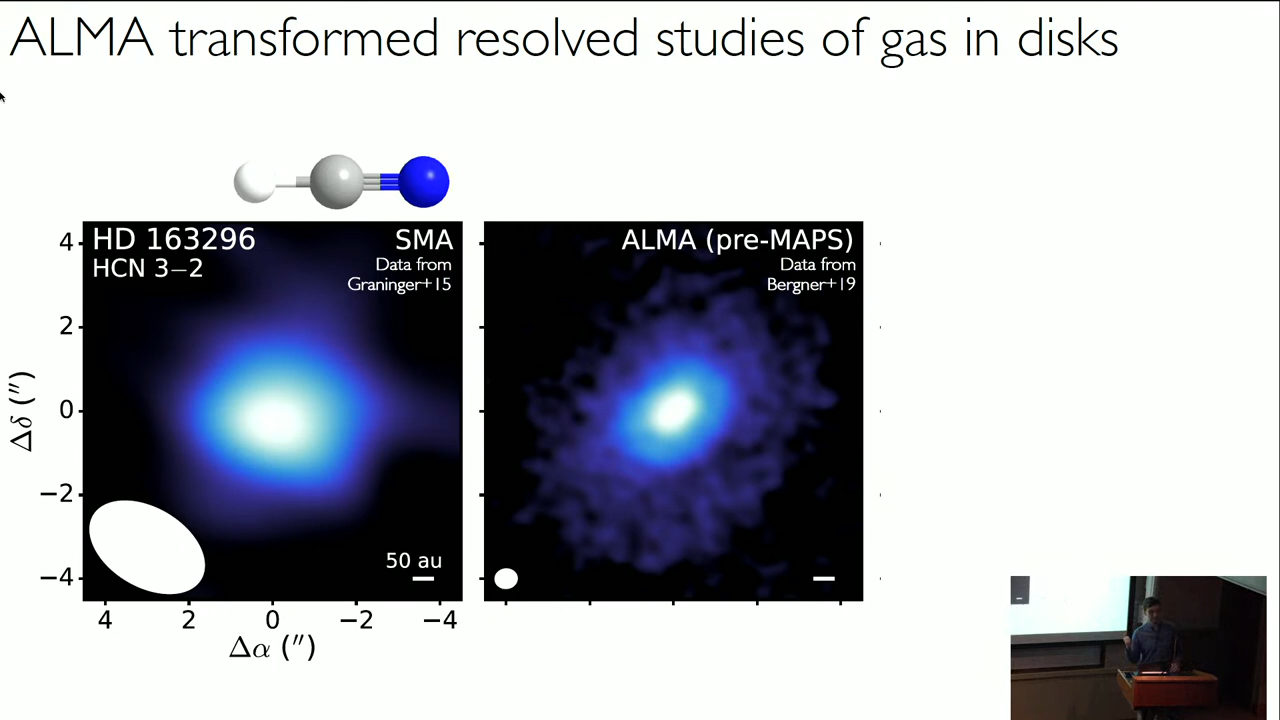 ALMA transformed resolved studies of gas in disks
HD 163296
HCN 3−2
SMA
Data from
Graninger+15
ALMA (pre-MAPS)
Data from
Bergner+19
4
2
0
−2
−4
Δδ (″)
50 au
4 2 0 −2 −4
Δα (″)